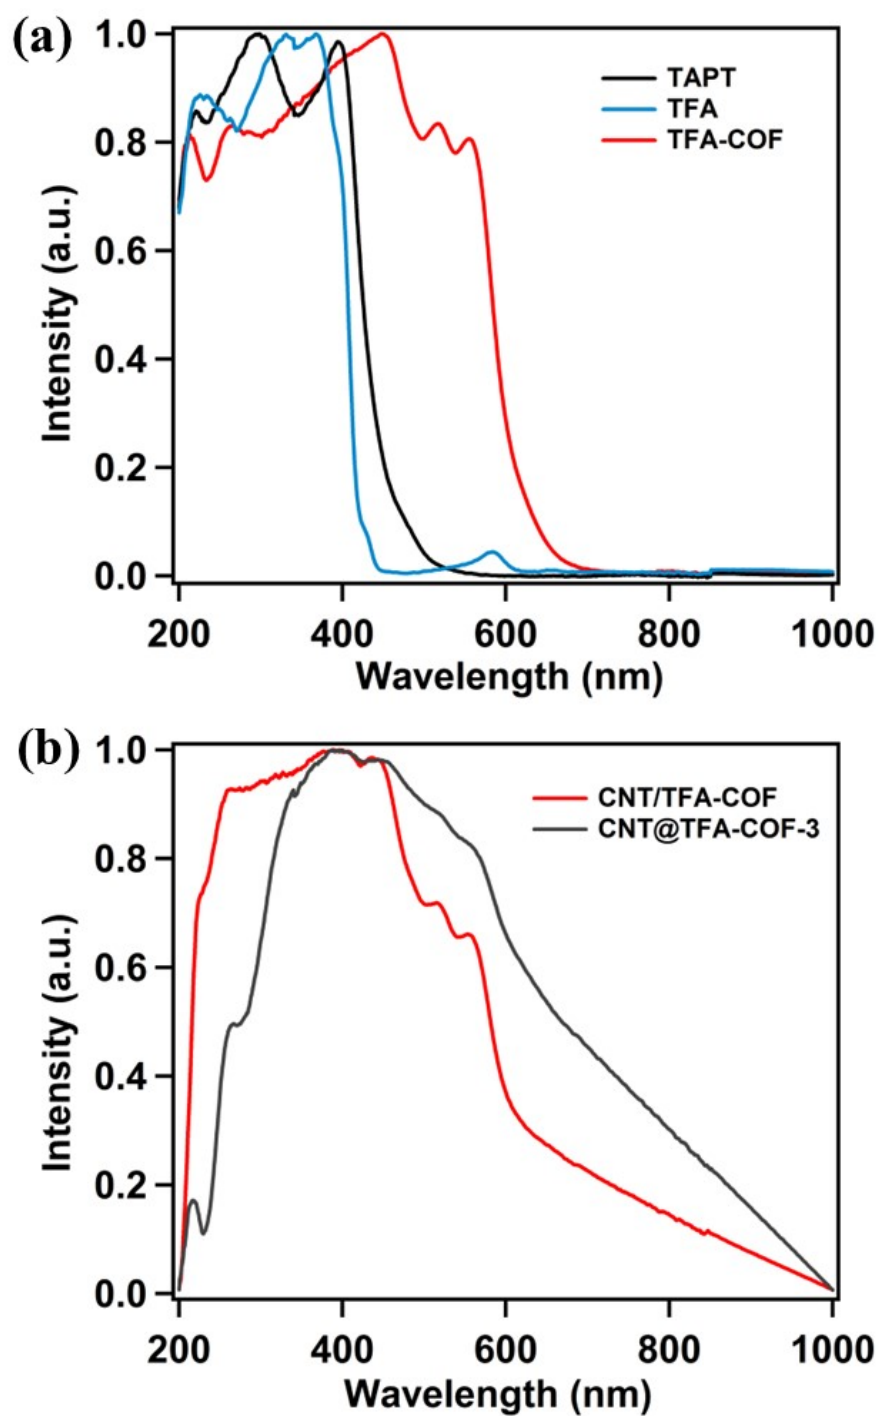 (a)
1.0
0.8
0.6
0.4
0.2
0.0
Intensity (a.u.)
TAPT
TFA
TFA-COF
200 400 600 800 1000
Wavelength (nm)
(b)
1.0
0.8
0.6
0.4
0.2
0.0
Intensity (a.u.)
CNT/TFA-COF
CNT@TFA-COF-3
200 400 600 800 1000
Wavelength (nm)